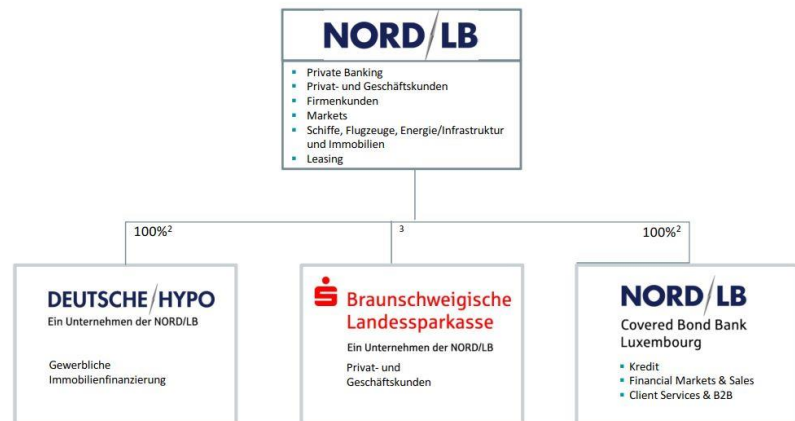 NORD/LB
▪ Private Banking
▪ Privat- und Geschäftskunden
▪ Firmenkunden
▪ Markets
▪ Schiffe, Flugzeuge, Energie/Infrastruktur
und Immobilien
▪ Leasing
100%²
³
100%²
DEUTSCHE/HYPO
Ein Unternehmen der NORD/LB
Gewerbliche
Immobilienfinanzierung
Braunschweigische
Landessparkasse
Ein Unternehmen der NORD/LB
Privat- und
Geschäftskunden
NORD/LB
Covered Bond Bank
Luxembourg
▪ Kredit
▪ Financial Markets & Sales
▪ Client Services & B2B